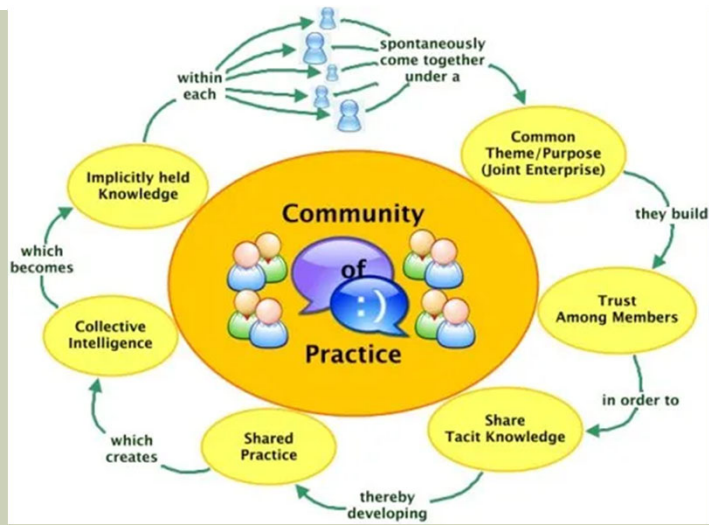 spontaneously
come together
under a
within
each
Common
Theme/Purpose
(Joint Enterprise)
they build
Trust
Among Members
in order to
Share
Tacit Knowledge
thereby
developing
Shared
Practice
which
creates
Collective
Intelligence
which
becomes
Implicitly held
Knowledge
Community
of
:)
Practice